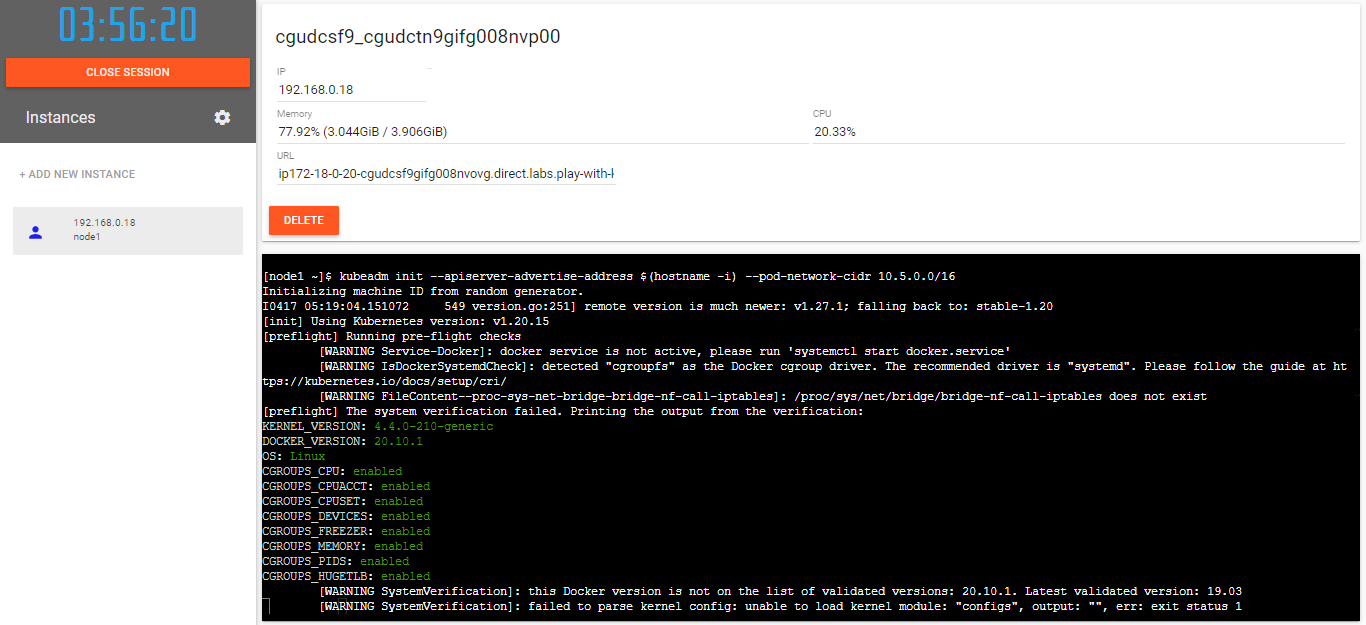 03:56:20
CLOSE SESSION
Instances
+ ADD NEW INSTANCE
192.168.0.18
node1
cgudcsf9_cgudctn9gifg008nvp00
IP
192.168.0.18
Memory
77.92% (3.044GiB / 3.906GiB)
CPU
20.33%
URL
ip172-18-0-20-cgudcsf9gifg008nvovg.direct.labs.play-with-k
DELETE
[node1 ~]$ kubeadm init --apiserver-advertise-address $(hostname -i) --pod-network-cidr 10.5.0.0/16
Initializing machine ID from random generator.
I0417 05:19:04.151072     549 version.go:251] remote version is much newer: v1.27.1; falling back to: stable-1.20
[init] Using Kubernetes version: v1.20.15
[preflight] Running pre-flight checks
        [WARNING Service-Docker]: docker service is not active, please run 'systemctl start docker.service'
        [WARNING IsDockerSystemdCheck]: detected "cgroupfs" as the Docker cgroup driver. The recommended driver is "systemd". Please follow the guide at ht
tps://kubernetes.io/docs/setup/cri/
        [WARNING FileContent--proc-sys-net-bridge-bridge-nf-call-iptables]: /proc/sys/net/bridge/bridge-nf-call-iptables does not exist
[preflight] The system verification failed. Printing the output from the verification:
KERNEL_VERSION: 4.4.0-210-generic
DOCKER_VERSION: 20.10.1
OS: Linux
CGROUPS_CPU: enabled
CGROUPS_CPUACCT: enabled
CGROUPS_CPUSET: enabled
CGROUPS_DEVICES: enabled
CGROUPS_FREEZER: enabled
CGROUPS_MEMORY: enabled
CGROUPS_PIDS: enabled
CGROUPS_HUGETLB: enabled
        [WARNING SystemVerification]: this Docker version is not on the list of validated versions: 20.10.1. Latest validated version: 19.03
        [WARNING SystemVerification]: failed to parse kernel config: unable to load kernel module: "configs", output: "", err: exit status 1